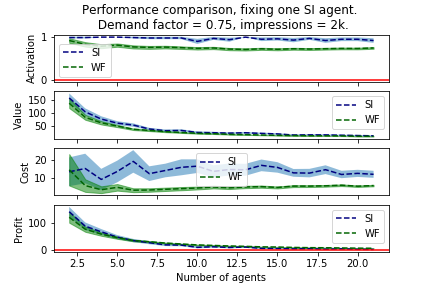 Performance comparison, fixing one SI agent.
Demand factor = 0.75, impressions = 2k.
Activation
1
0
SI
WF
Value
150
100
50
SI
WF
Cost
20
10
SI
WF
Profit
100
0
SI
WF
2.5 5.0 7.5 10.0 12.5 15.0 17.5 20.0
Number of agents